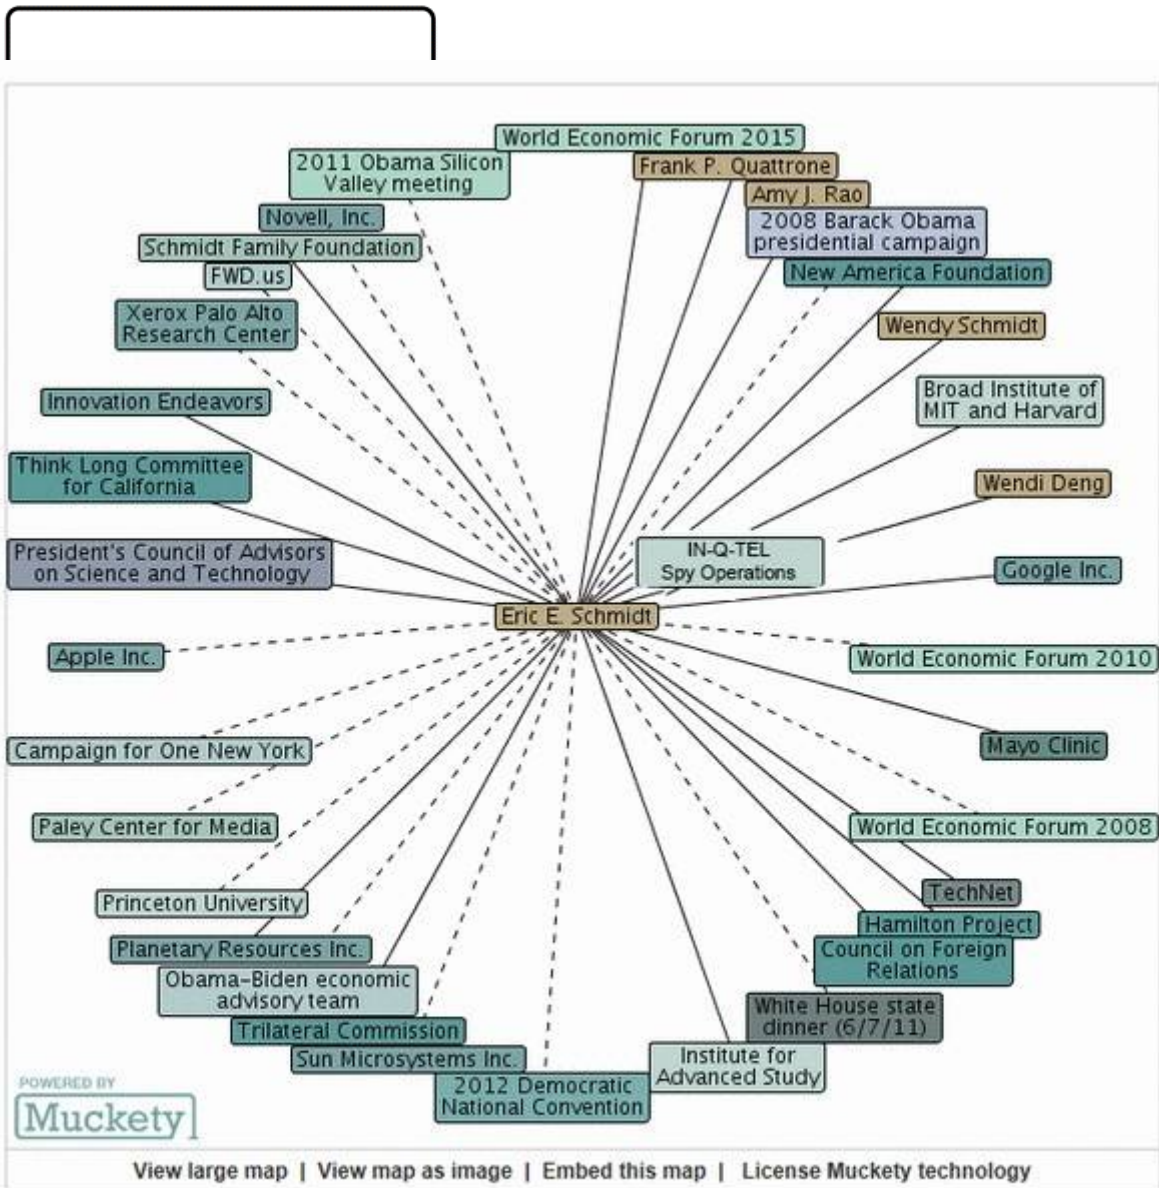 World Economic Forum 2015
Frank P. Quattrone
2011 Obama Silicon
Valley meeting
Amy J. Rao
Novell, Inc.
2008 Barack Obama
presidential campaign
Schmidt Family Foundation
New America Foundation
FWD.us
Xerox Palo Alto
Research Center
Wendy Schmidt
Innovation Endeavors
Broad Institute of
MIT and Harvard
Think Long Committee
for California
Wendi Deng
President's Council of Advisors
on Science and Technology
IN-Q-TEL
Spy Operations
Google Inc.
Eric E. Schmidt
Apple Inc.
World Economic Forum 2010
Campaign for One New York
Mayo Clinic
Paley Center for Media
World Economic Forum 2008
Princeton University
TechNet
Planetary Resources Inc.
Hamilton Project
Council on Foreign
Relations
Obama-Biden economic
advisory team
White House state
dinner (6/7/11)
Trilateral Commission
Sun Microsystems Inc.
Institute for
Advanced Study
2012 Democratic
National Convention
POWERED BY
Muckety
View large map | View map as image | Embed this map | License Muckety technology